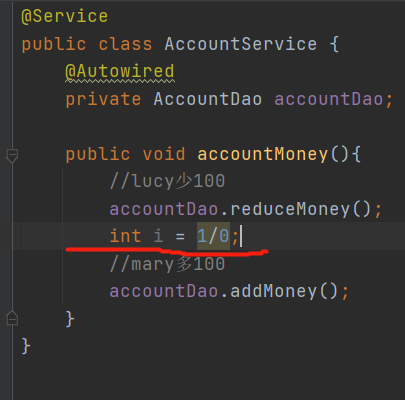 @Service
public class AccountService {
@Autowired
private AccountDao accountDao;
public void accountMoney(){
//lucy少100
accountDao.reduceMoney();
int i = 1/0;
//mary多100
accountDao.addMoney();
}
}